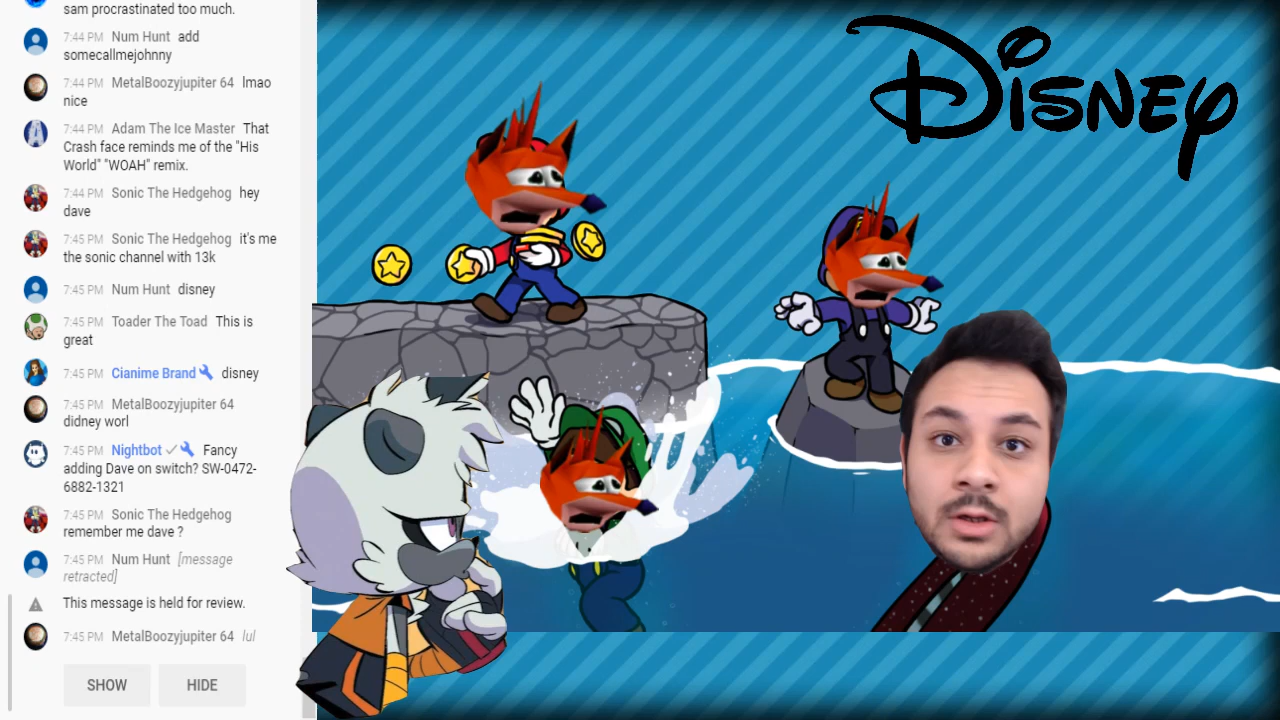 sam procrastinated too much.
7:44 PM Num Hunt add
somecallmejohnny
7:44 PM MetalBoozyjupiter 64 lmao
nice
7:44 PM Adam The Ice Master That
Crash face reminds me of the "His
World" "WOAH" remix.
7:44 PM Sonic The Hedgehog hey
dave
7:45 PM Sonic The Hedgehog it's me
the sonic channel with 13k
7:45 PM Num Hunt disney
7:45 PM Toader The Toad This is
great
7:45 PM Cianime Brand disney
7:45 PM MetalBoozyjupiter 64
didney worl
7:45 PM Nightbot Fancy
adding Dave on switch? SW-0472-
6882-1321
7:45 PM Sonic The Hedgehog
remember me dave ?
7:45 PM Num Hunt [message
retracted]
This message is held for review.
7:45 PM MetalBoozyjupiter 64 lul
SHOW HIDE
Disney